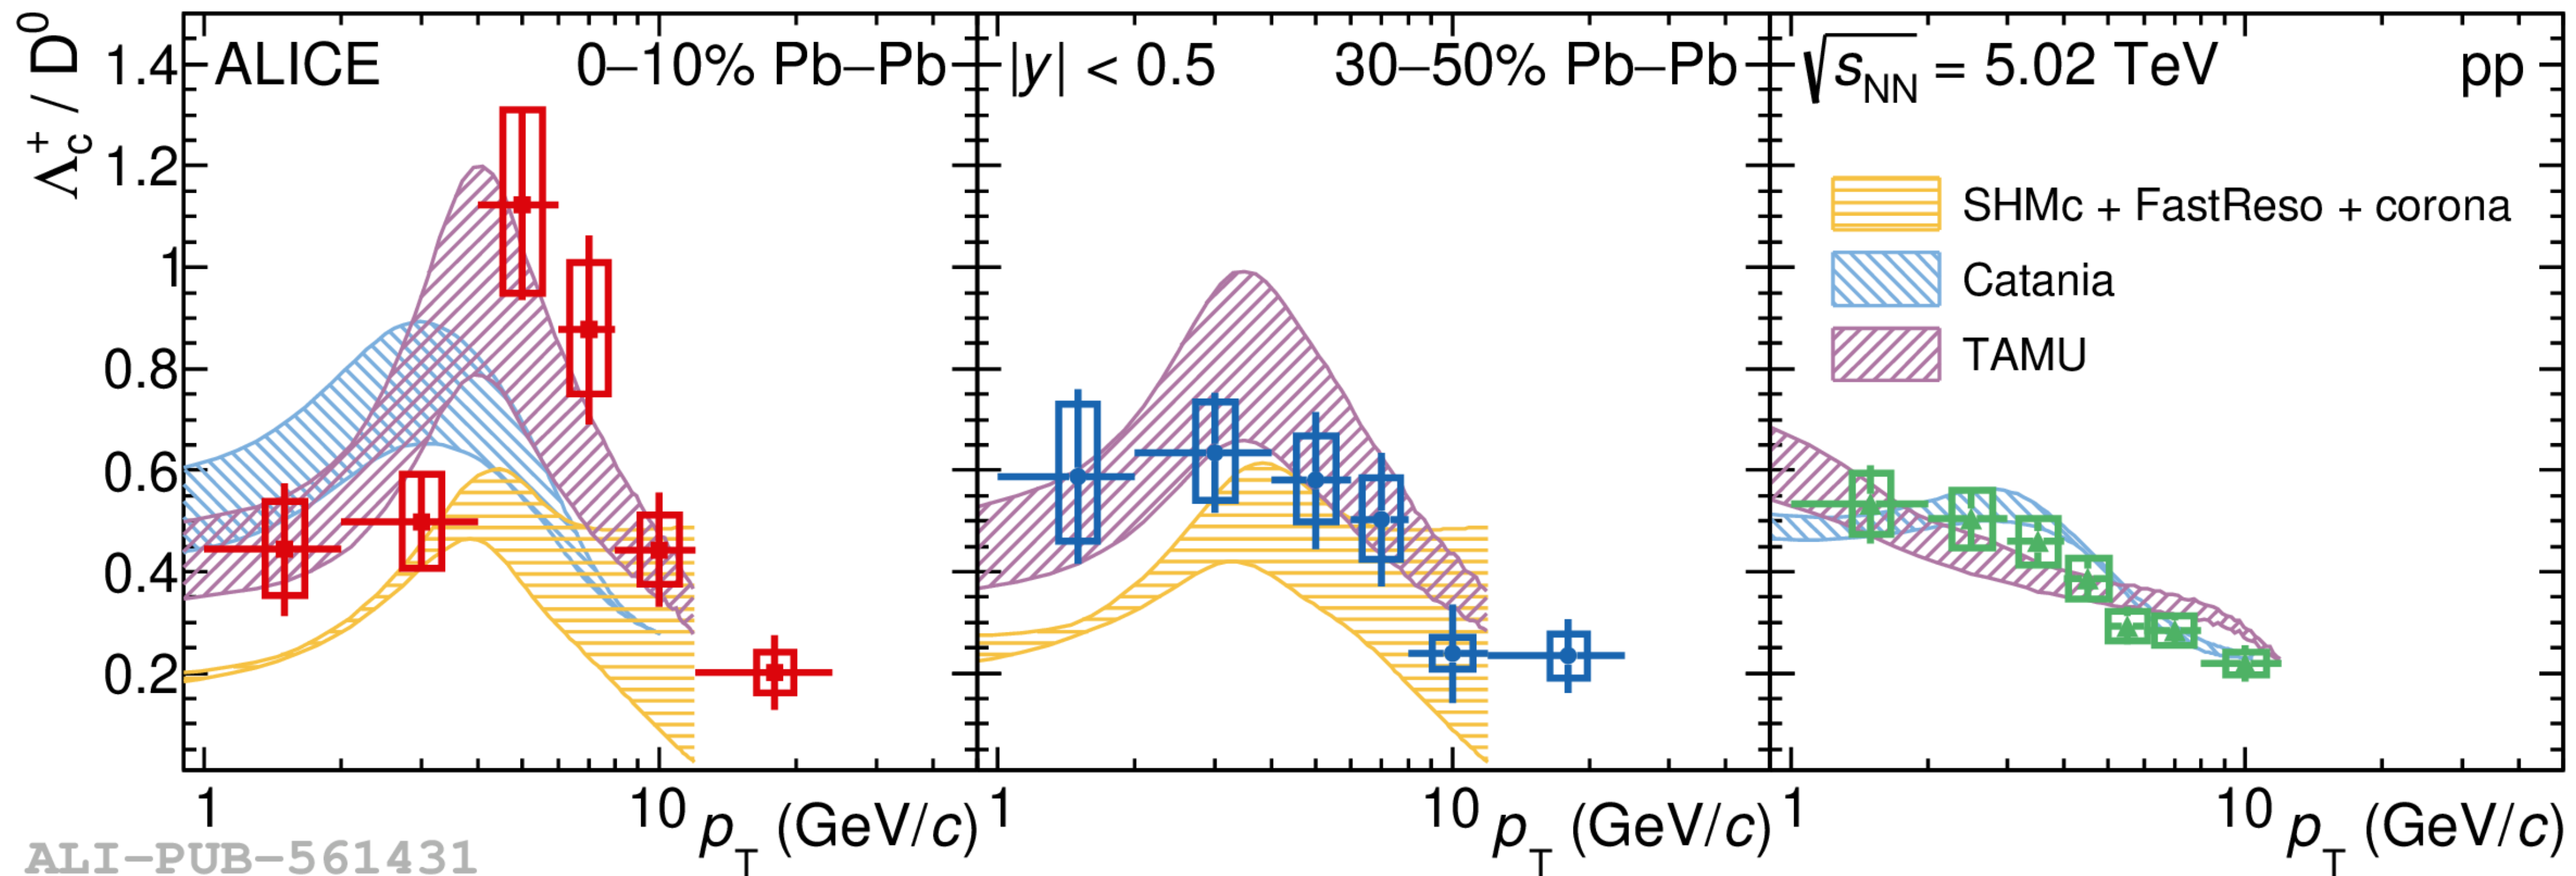 Λc+ / D0
ALICE 0–10% Pb–Pb
|y| < 0.5 30–50% Pb–Pb
√sNN = 5.02 TeV pp
SHMc + FastReso + corona
Catania
TAMU
1.4
1.2
1
0.8
0.6
0.4
0.2
1 10 pT (GeV/c)
1 10 pT (GeV/c)
1 10 pT (GeV/c)
ALI-PUB-561431